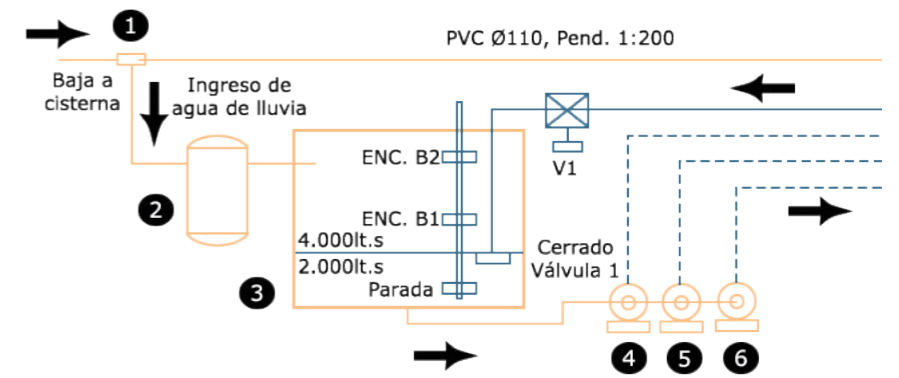 1
PVC Ø110, Pend. 1:200
Baja a
cisterna
Ingreso de
agua de lluvia
ENC. B2
V1
2
ENC. B1
4.000lt.s
2.000lt.s
Cerrado
Válvula 1
Parada
3
4
5
6